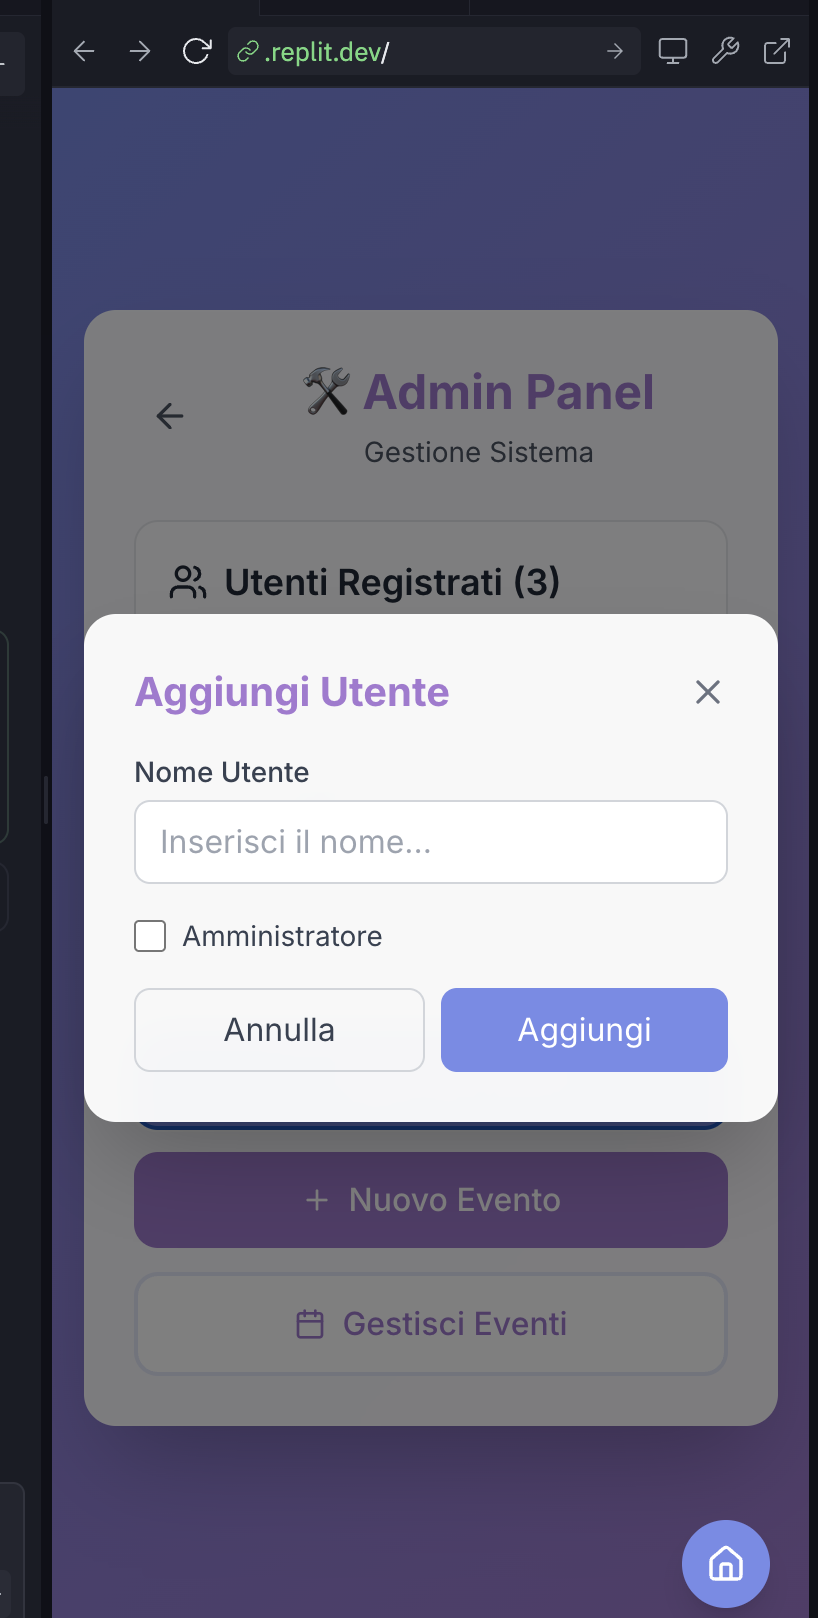 .replit.dev/
Admin Panel
Gestione Sistema
Utenti Registrati (3)
Aggiungi Utente
Nome Utente
Inserisci il nome...
Amministratore
Annulla
Aggiungi
Nuovo Evento
Gestisci Eventi